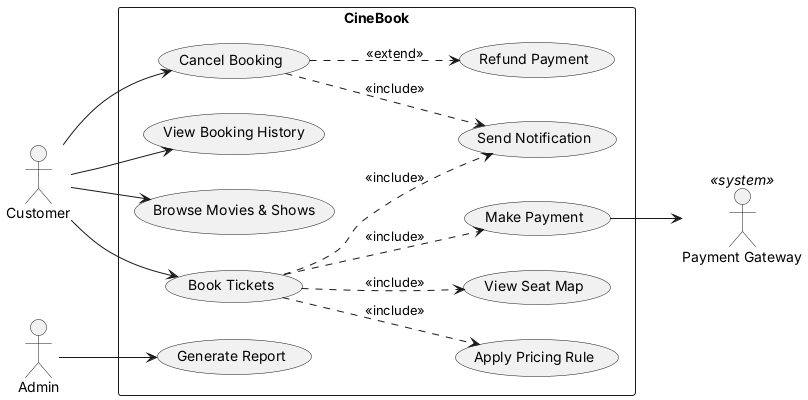 CineBook
Cancel Booking
«extend»
Refund Payment
«include»
View Booking History
Send Notification
«include»
«system»
Customer
Browse Movies & Shows
Make Payment
«include»
Payment Gateway
Book Tickets
«include»
View Seat Map
«include»
Generate Report
Apply Pricing Rule
Admin